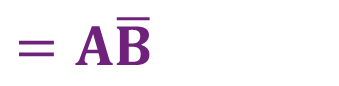 = AB̅